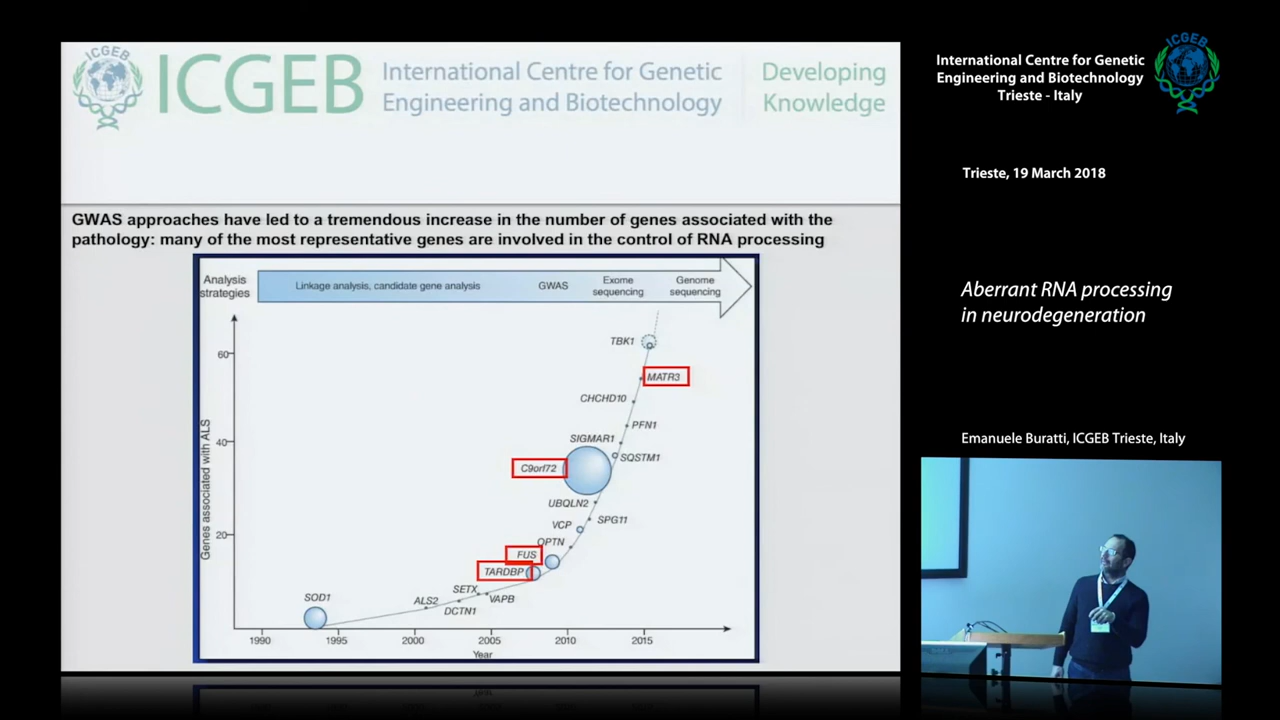 ICGEB
ICGEB
International Centre for Genetic
Engineering and Biotechnology
Developing
Knowledge
GWAS approaches have led to a tremendous increase in the number of genes associated with the
pathology: many of the most representative genes are involved in the control of RNA processing
Analysis
strategies
Linkage analysis, candidate gene analysis
GWAS
Exome
sequencing
Genome
sequencing
Genes associated with ALS
60
40
20
TBK1
MATR3
CHCHD10
PFN1
SIGMAR1
SQSTM1
C9orf72
UBQLN2
SPG11
VCP
OPTN
FUS
TARDBP
SETX
VAPB
ALS2
DCTN1
SOD1
1990
1995
2000
2005
2010
2015
Year
International Centre for Genetic
Engineering and Biotechnology
Trieste - Italy
ICGEB
Trieste, 19 March 2018
Aberrant RNA processing
in neurodegeneration
Emanuele Buratti, ICGEB Trieste, Italy